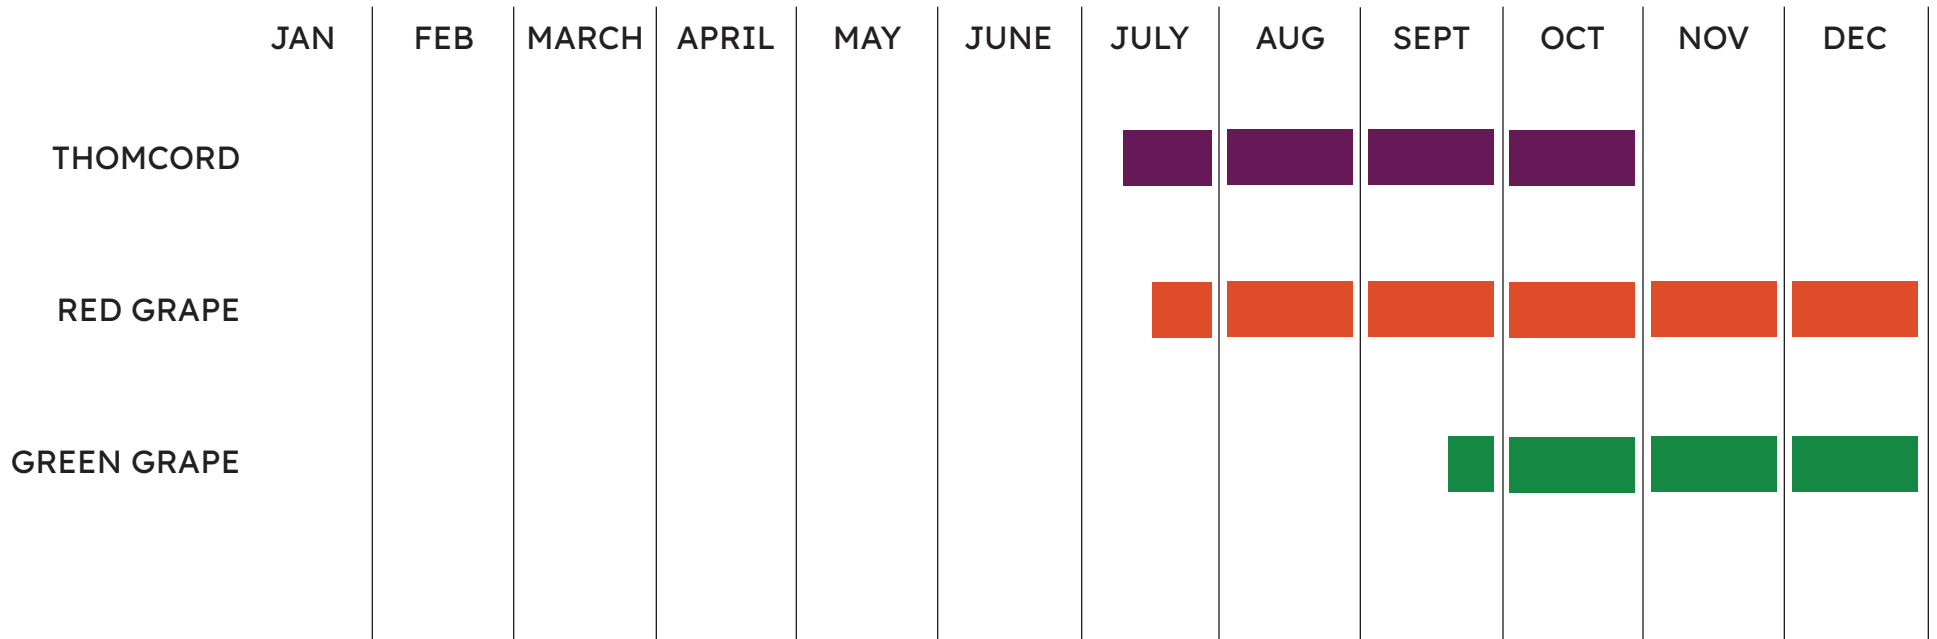 JAN FEB MARCH APRIL MAY JUNE JULY AUG SEPT OCT NOV DEC
THOMCORD
RED GRAPE
GREEN GRAPE